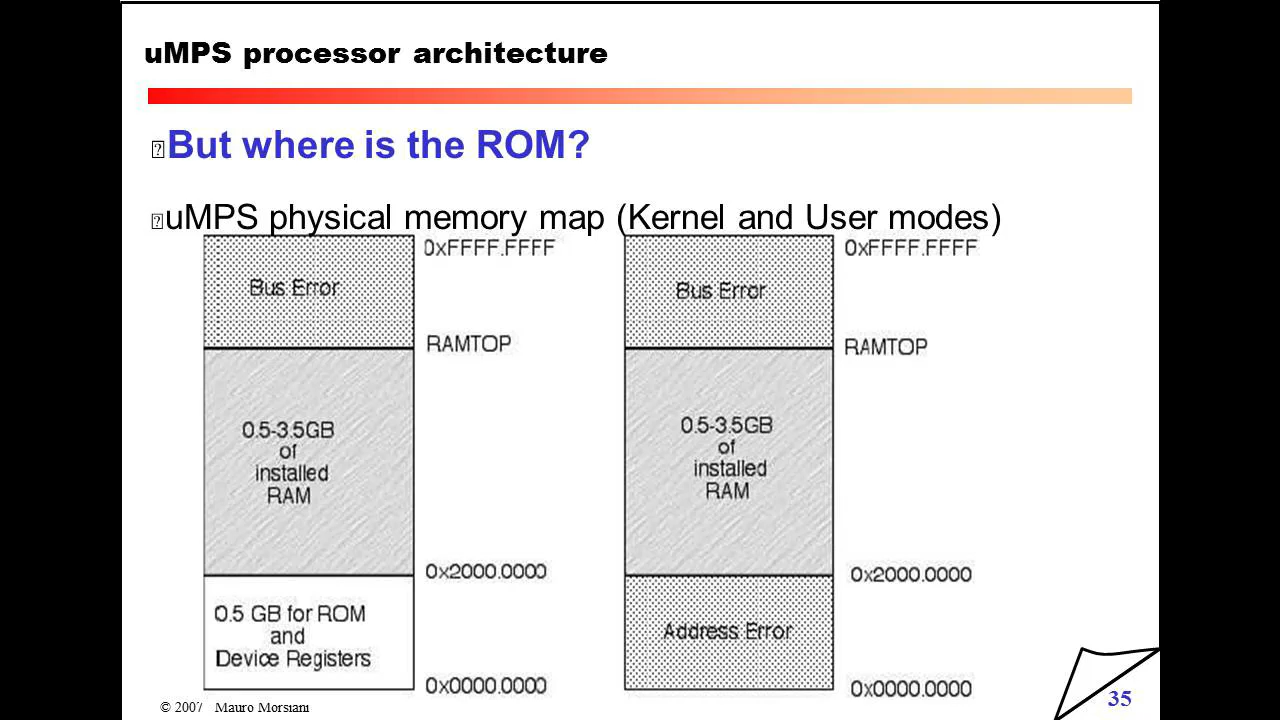 uMPS processor architecture
But where is the ROM?
uMPS physical memory map (Kernel and User modes)
0xFFFF.FFFF
Bus Error
RAMTOP
0.5-3.5GB
of
installed
RAM
0x2000.0000
0.5 GB for ROM
and
Device Registers
0x0000.0000
0xFFFF.FFFF
Bus Error
RAMTOP
0.5-3.5GB
of
installed
RAM
0x2000.0000
Address Error
0x0000.0000
© 2007 Mauro Morsiani
35